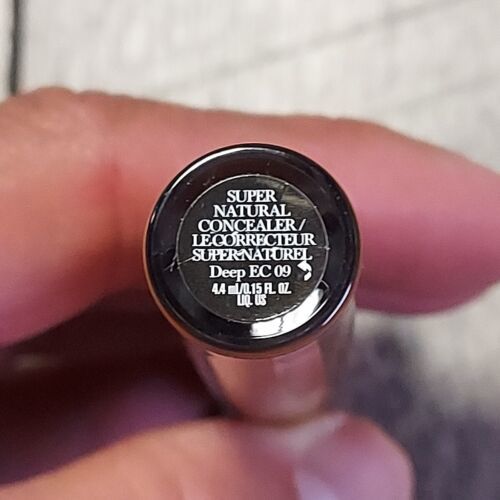 SUPER
NATURAL
CONCEALER/
LE CORRECTEUR
SUPER-NATUREL
Deep EC 09
4.4 ml/0.15 FL. OZ.
LIQ. US